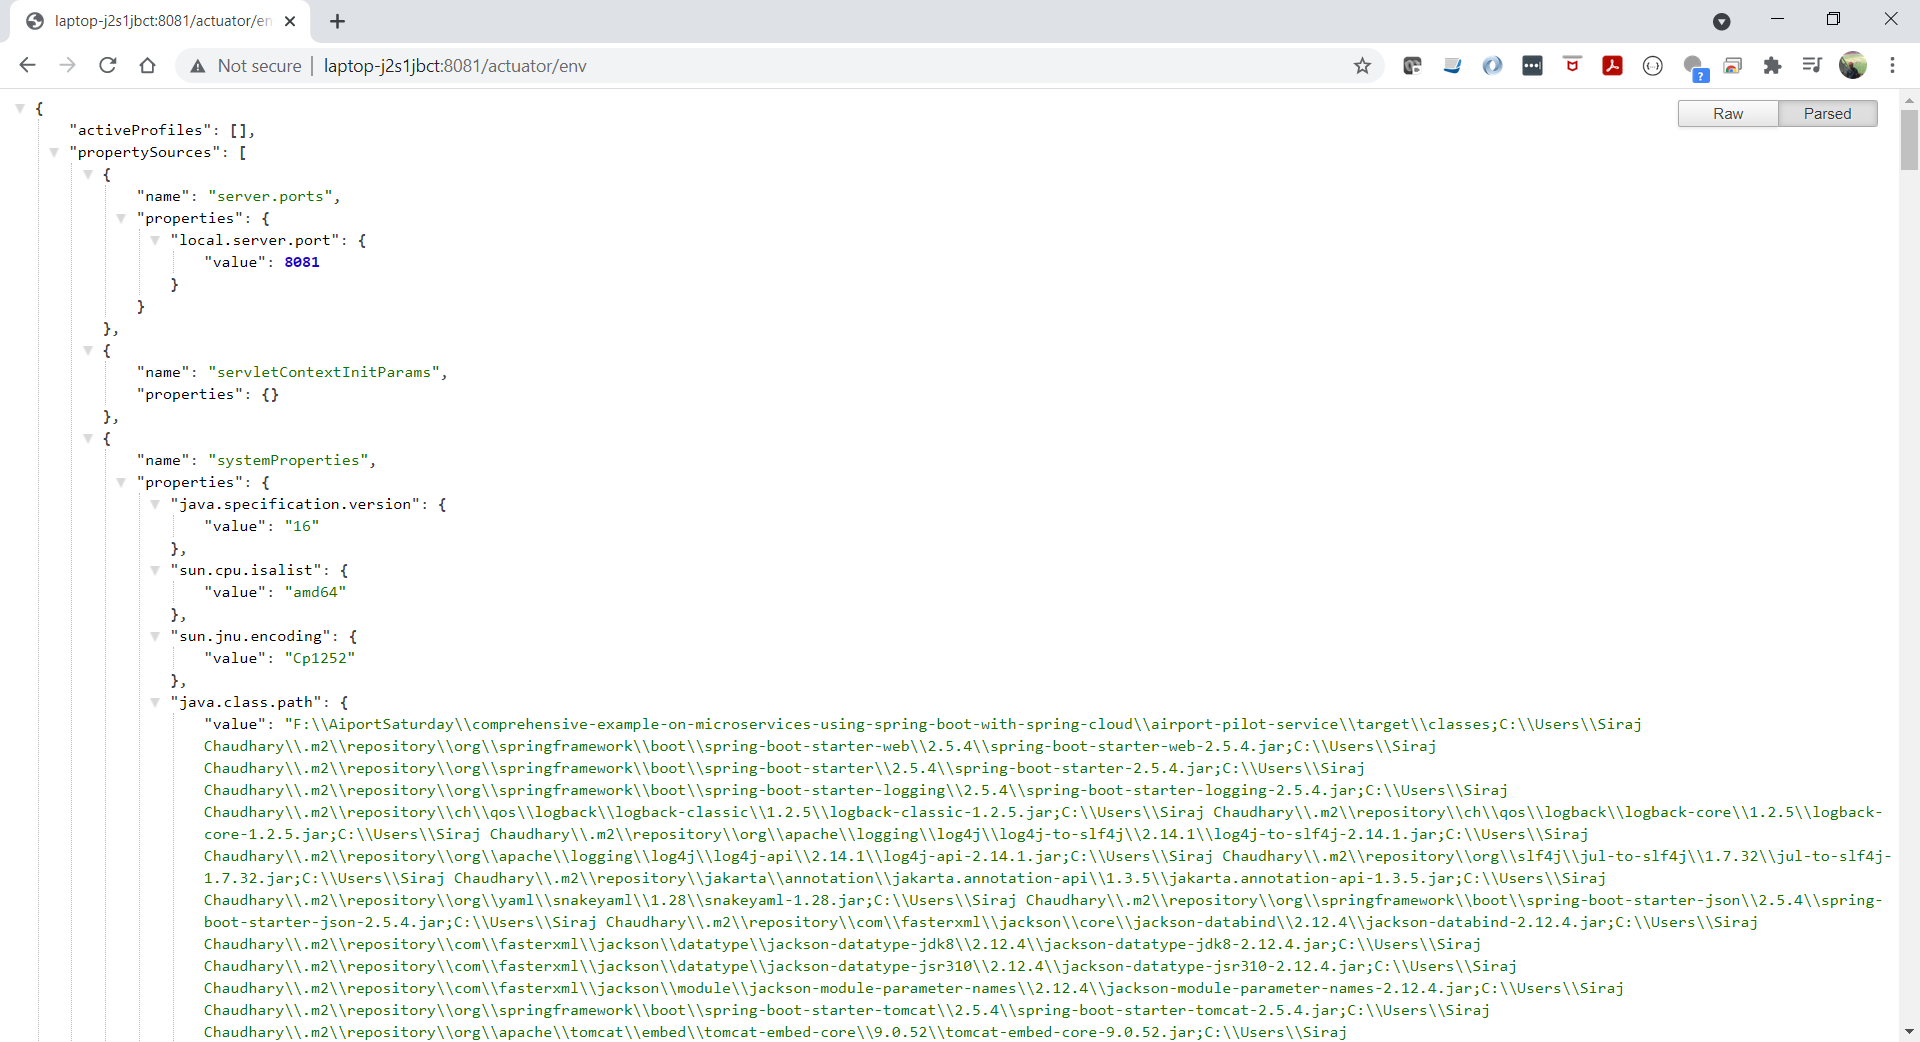 laptop-j2s1jbct:8081/actuator/en
Not secure | laptop-j2s1jbct:8081/actuator/env
?
{
Raw Parsed
"activeProfiles": [],
"propertySources": [
{
"name": "server.ports",
"properties": {
"local.server.port": {
"value": 8081
}
}
},
{
"name": "servletContextInitParams",
"properties": {}
},
{
"name": "systemProperties",
"properties": {
"java.specification.version": {
"value": "16"
},
"sun.cpu.isalist": {
"value": "amd64"
},
"sun.jnu.encoding": {
"value": "Cp1252"
},
"java.class.path": {
"value": "F:\\AiportSaturday\\comprehensive-example-on-microservices-using-spring-boot-with-spring-cloud\\airport-pilot-service\\target\\classes;C:\\Users\\Siraj
Chaudhary\\.m2\\repository\\org\\springframework\\boot\\spring-boot-starter-web\\2.5.4\\spring-boot-starter-web-2.5.4.jar;C:\\Users\\Siraj
Chaudhary\\.m2\\repository\\org\\springframework\\boot\\spring-boot-starter\\2.5.4\\spring-boot-starter-2.5.4.jar;C:\\Users\\Siraj
Chaudhary\\.m2\\repository\\org\\springframework\\boot\\spring-boot-starter-logging\\2.5.4\\spring-boot-starter-logging-2.5.4.jar;C:\\Users\\Siraj
Chaudhary\\.m2\\repository\\ch\\qos\\logback\\logback-classic\\1.2.5\\logback-classic-1.2.5.jar;C:\\Users\\Siraj Chaudhary\\.m2\\repository\\ch\\qos\\logback\\logback-core\\1.2.5\\logback-
core-1.2.5.jar;C:\\Users\\Siraj Chaudhary\\.m2\\repository\\org\\apache\\logging\\log4j\\log4j-to-slf4j\\2.14.1\\log4j-to-slf4j-2.14.1.jar;C:\\Users\\Siraj
Chaudhary\\.m2\\repository\\org\\apache\\logging\\log4j\\log4j-api\\2.14.1\\log4j-api-2.14.1.jar;C:\\Users\\Siraj Chaudhary\\.m2\\repository\\org\\slf4j\\jul-to-slf4j\\1.7.32\\jul-to-slf4j-
1.7.32.jar;C:\\Users\\Siraj Chaudhary\\.m2\\repository\\jakarta\\annotation\\jakarta.annotation-api\\1.3.5\\jakarta.annotation-api-1.3.5.jar;C:\\Users\\Siraj
Chaudhary\\.m2\\repository\\org\\yaml\\snakeyaml\\1.28\\snakeyaml-1.28.jar;C:\\Users\\Siraj Chaudhary\\.m2\\repository\\org\\springframework\\boot\\spring-boot-starter-json\\2.5.4\\spring-
boot-starter-json-2.5.4.jar;C:\\Users\\Siraj Chaudhary\\.m2\\repository\\com\\fasterxml\\jackson\\core\\jackson-databind\\2.12.4\\jackson-databind-2.12.4.jar;C:\\Users\\Siraj
Chaudhary\\.m2\\repository\\com\\fasterxml\\jackson\\datatype\\jackson-datatype-jdk8\\2.12.4\\jackson-datatype-jdk8-2.12.4.jar;C:\\Users\\Siraj
Chaudhary\\.m2\\repository\\com\\fasterxml\\jackson\\datatype\\jackson-datatype-jsr310\\2.12.4\\jackson-datatype-jsr310-2.12.4.jar;C:\\Users\\Siraj
Chaudhary\\.m2\\repository\\com\\fasterxml\\jackson\\module\\jackson-module-parameter-names\\2.12.4\\jackson-module-parameter-names-2.12.4.jar;C:\\Users\\Siraj
Chaudhary\\.m2\\repository\\org\\springframework\\boot\\spring-boot-starter-tomcat\\2.5.4\\spring-boot-starter-tomcat-2.5.4.jar;C:\\Users\\Siraj
Chaudhary\\.m2\\repository\\org\\apache\\tomcat\\embed\\tomcat-embed-core\\9.0.52\\tomcat-embed-core-9.0.52.jar;C:\\Users\\Siraj